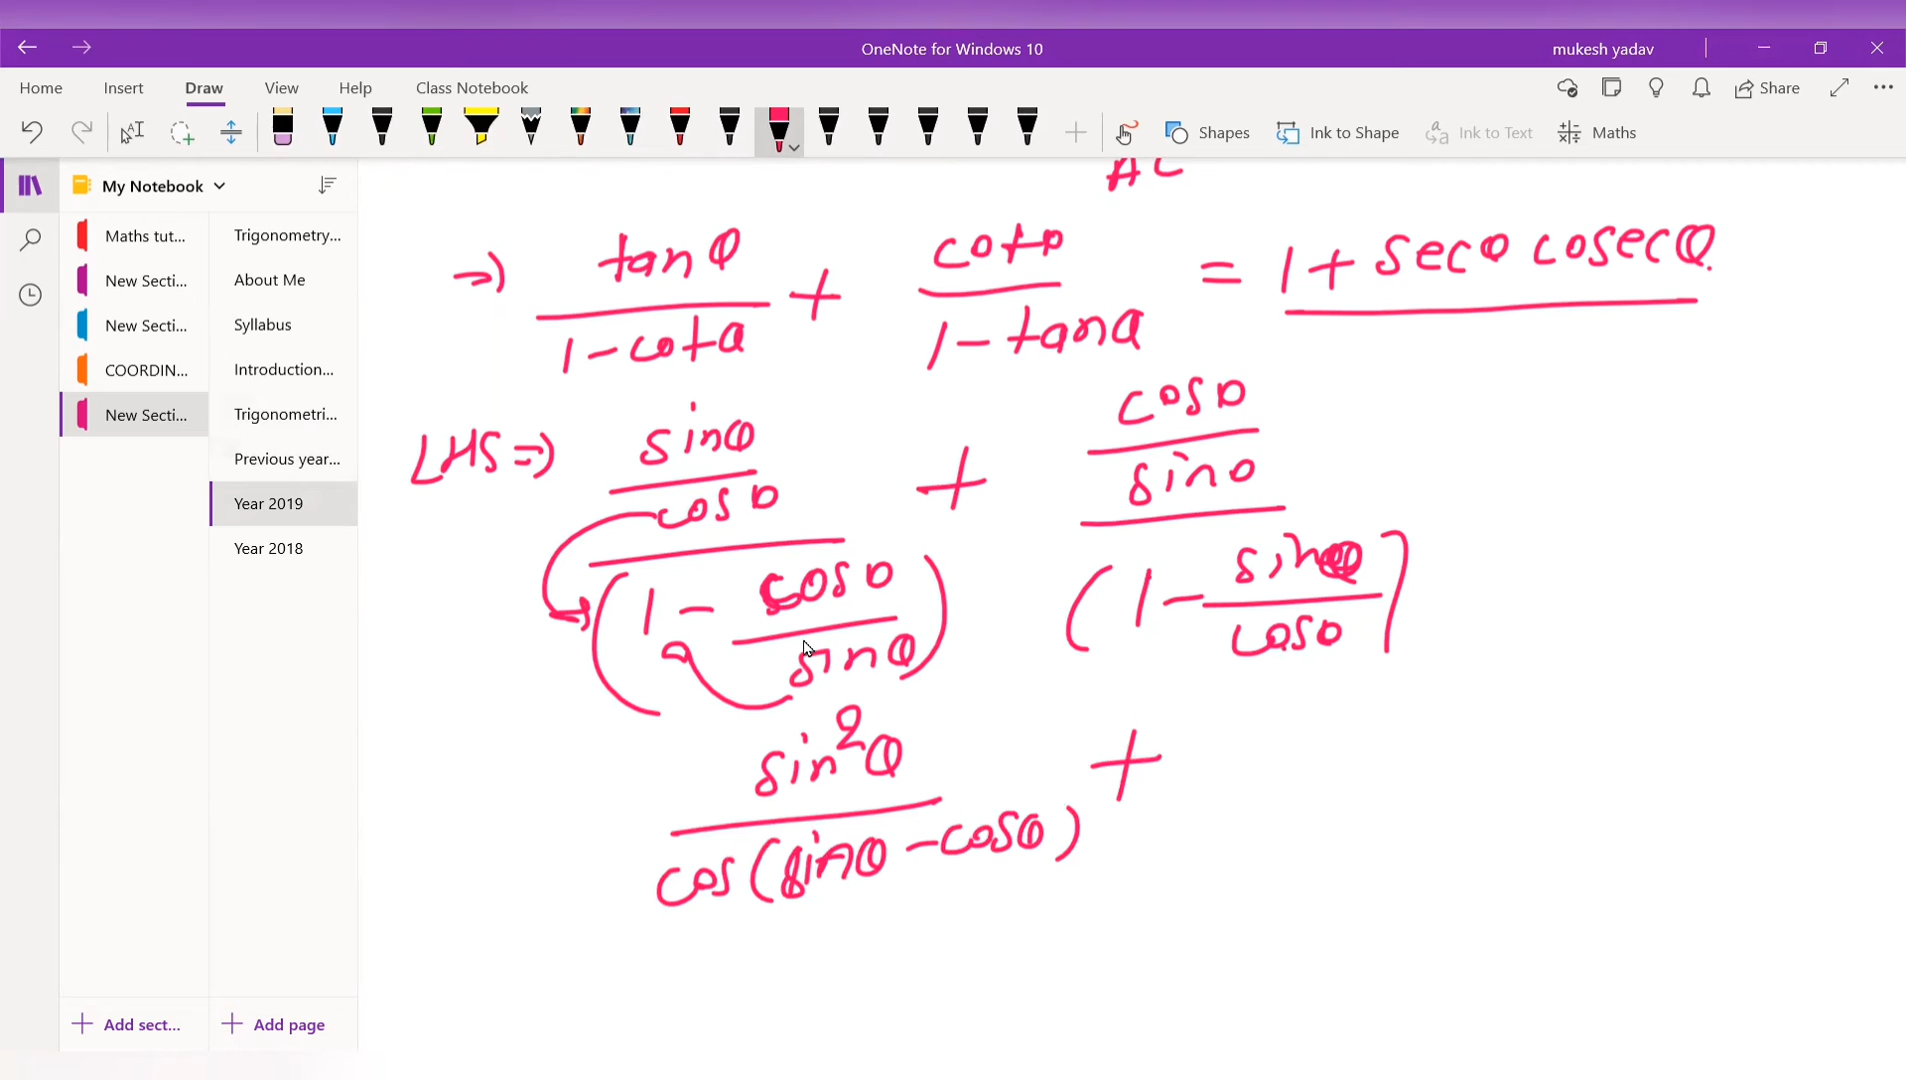 OneNote for Windows 10
mukesh yadav
Home Insert Draw View Help Class Notebook
Share
Shapes Ink to Shape Ink to Text Maths
My Notebook
Maths tut...
New Secti...
New Secti...
COORDIN...
New Secti...
Trigonometry...
About Me
Syllabus
Introduction...
Trigonometri...
Previous year...
Year 2019
Year 2018
Add sect...
Add page
AC
⇒ tanθ / 1-cotθ + cotθ / 1-tanθ = 1+secθ cosecθ.
LHS ⇒ sinθ/cosθ / (1 - cosθ/sinθ) + cosθ/sinθ / (1 - sinθ/cosθ)
sin²θ / cos(sinθ-cosθ) +